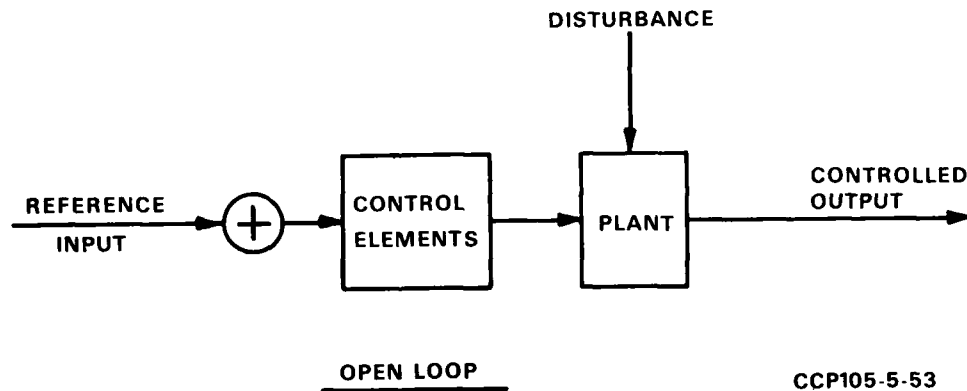 DISTURBANCE
REFERENCE
INPUT
+
CONTROL
ELEMENTS
PLANT
CONTROLLED
OUTPUT
OPEN LOOP
CCP105-5-53